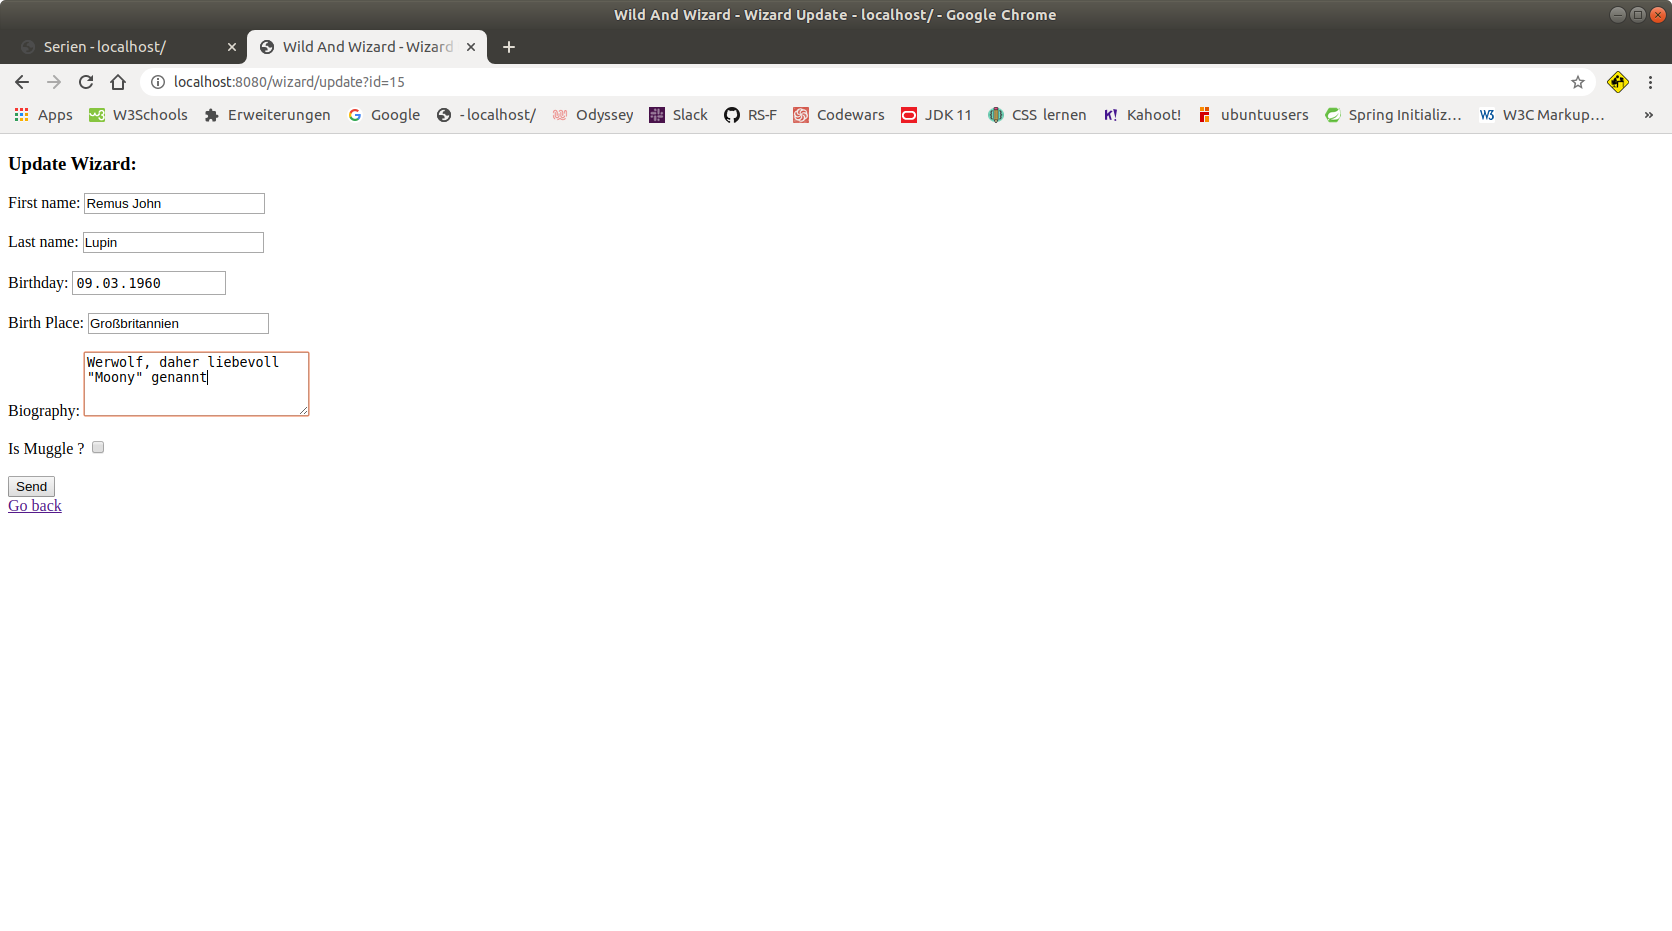 Wild And Wizard - Wizard Update - localhost/ - Google Chrome
Serien - localhost/
Wild And Wizard - Wizard
localhost:8080/wizard/update?id=15
Apps W3Schools Erweiterungen Google - localhost/ Odyssey Slack RS-F Codewars JDK 11 CSS lernen K! Kahoot! ubuntuusers Spring Initializ… W3 W3C Markup… »
Update Wizard:
First name: Remus John
Last name: Lupin
Birthday: 09.03.1960
Birth Place: Großbritannien
Werwolf, daher liebevoll
"Moony" genannt
Biography:
Is Muggle ?
Send
Go back